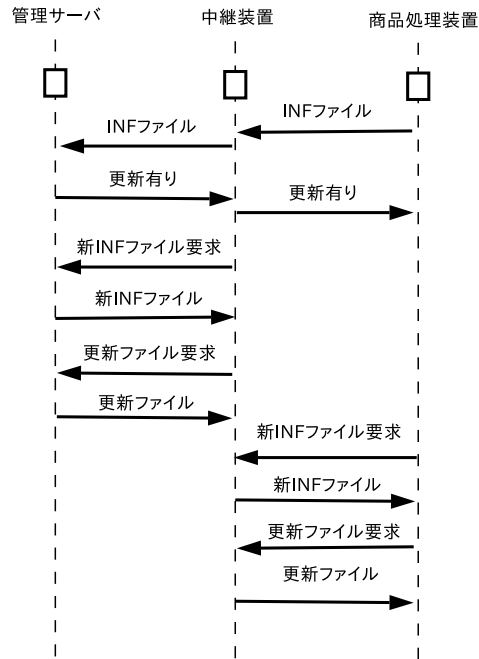 管理サーバ
中継装置
商品処理装置
INFファイル
INFファイル
更新有り
更新有り
新INFファイル要求
新INFファイル
更新ファイル要求
更新ファイル
新INFファイル要求
新INFファイル
更新ファイル要求
更新ファイル